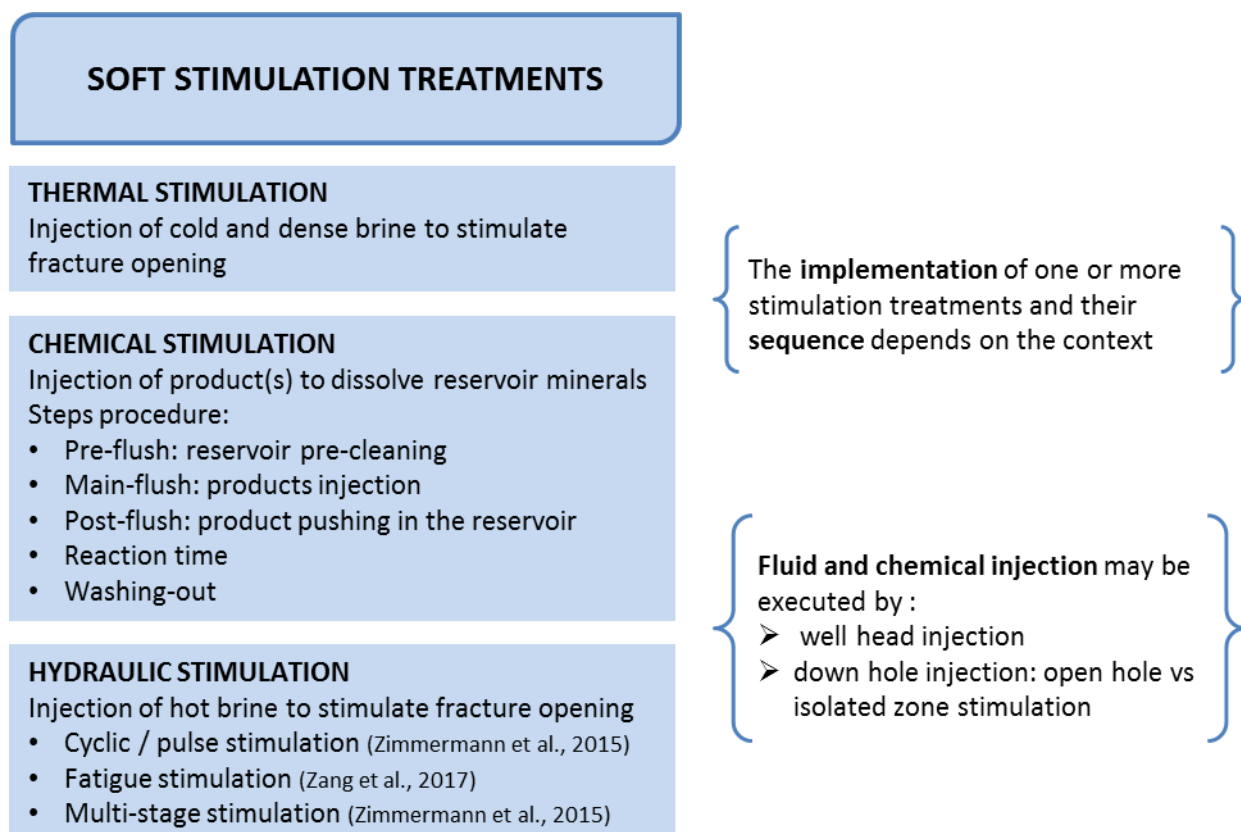 SOFT STIMULATION TREATMENTS
THERMAL STIMULATION
Injection of cold and dense brine to stimulate
fracture opening
CHEMICAL STIMULATION
Injection of product(s) to dissolve reservoir minerals
Steps procedure:
• Pre-flush: reservoir pre-cleaning
• Main-flush: products injection
• Post-flush: product pushing in the reservoir
• Reaction time
• Washing-out
HYDRAULIC STIMULATION
Injection of hot brine to stimulate fracture opening
• Cyclic / pulse stimulation (Zimmermann et al., 2015)
• Fatigue stimulation (Zang et al., 2017)
• Multi-stage stimulation (Zimmermann et al., 2015)
The implementation of one or more
stimulation treatments and their
sequence depends on the context
Fluid and chemical injection may be
executed by :
➢ well head injection
➢ down hole injection: open hole vs
isolated zone stimulation